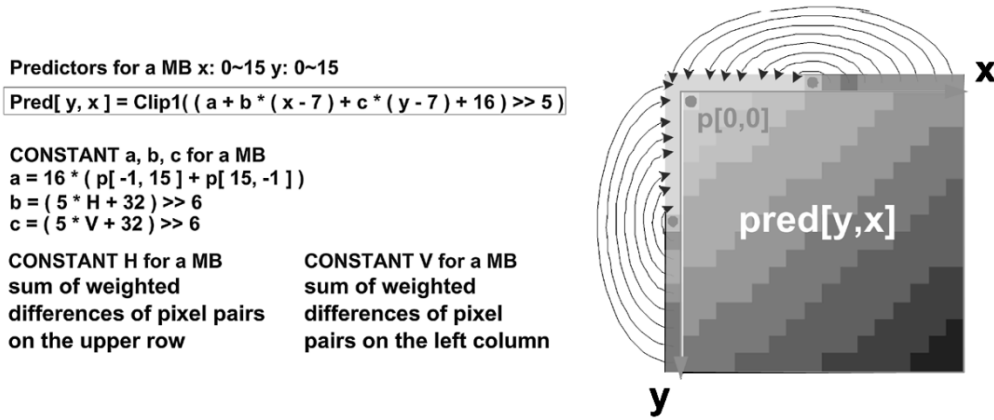 Predictors for a MB x: 0~15 y: 0~15
Pred[ y, x ] = Clip1( ( a + b * ( x - 7 ) + c * ( y - 7 ) + 16 ) >> 5 )
CONSTANT a, b, c for a MB
a = 16 * ( p[ -1, 15 ] + p[ 15, -1 ] )
b = ( 5 * H + 32 ) >> 6
c = ( 5 * V + 32 ) >> 6
CONSTANT H for a MB
sum of weighted
differences of pixel pairs
on the upper row
CONSTANT V for a MB
sum of weighted
differences of pixel
pairs on the left column
x
p[0,0]
pred[y,x]
y